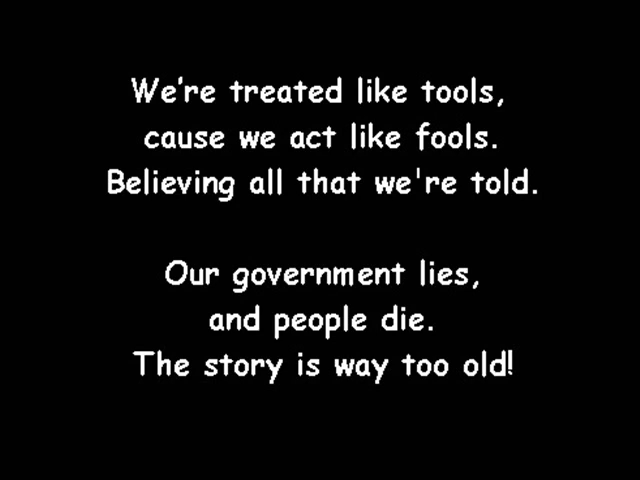 We’re treated like tools,
cause we act like fools.
Believing all that we're told.
Our government lies,
and people die.
The story is way too old!